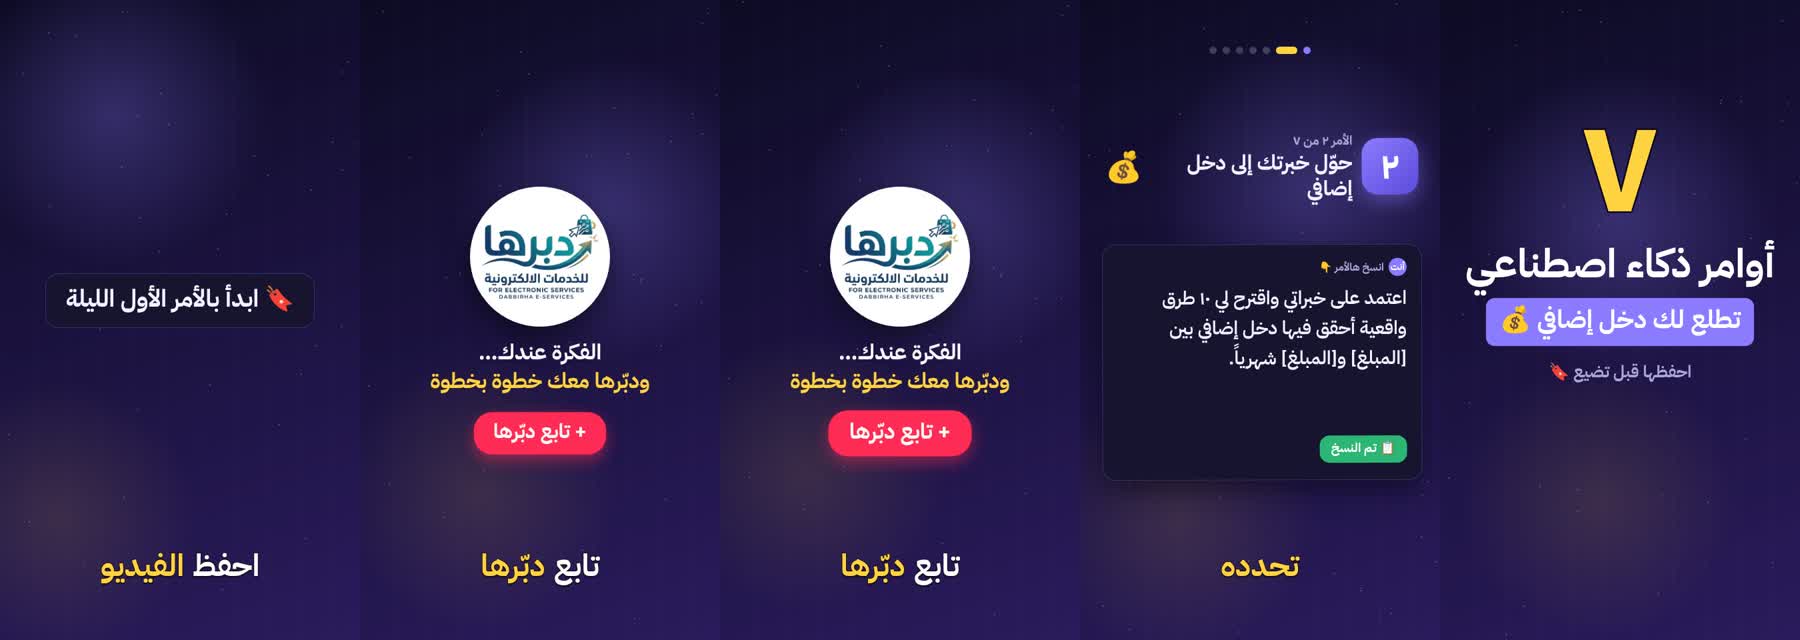 ٧
أوامر ذكاء اصطناعي
تطلع لك دخل إضافي 💰
احفظها قبل تضيع 🔖
الأمر ٢ من ٧
٢
حوّل خبرتك إلى دخل
إضافي
أنت
انسخ هالأمر 👇
اعتمد على خبراتي واقترح لي ١٠ طرق
واقعية أحقق فيها دخل إضافي بين
[المبلغ] و[المبلغ] شهرياً.
📋 تم النسخ
تحدده
دبرها
للخدمات الالكترونية
FOR ELECTRONIC SERVICES
DABBIRHA E-SERVICES
الفكرة عندك...
ودبّرها معك خطوة بخطوة
+ تابع دبّرها
تابع دبّرها
دبرها
للخدمات الالكترونية
FOR ELECTRONIC SERVICES
DABBIRHA E-SERVICES
الفكرة عندك...
ودبّرها معك خطوة بخطوة
+ تابع دبّرها
تابع دبّرها
🔖 ابدأ بالأمر الأول الليلة
احفظ الفيديو